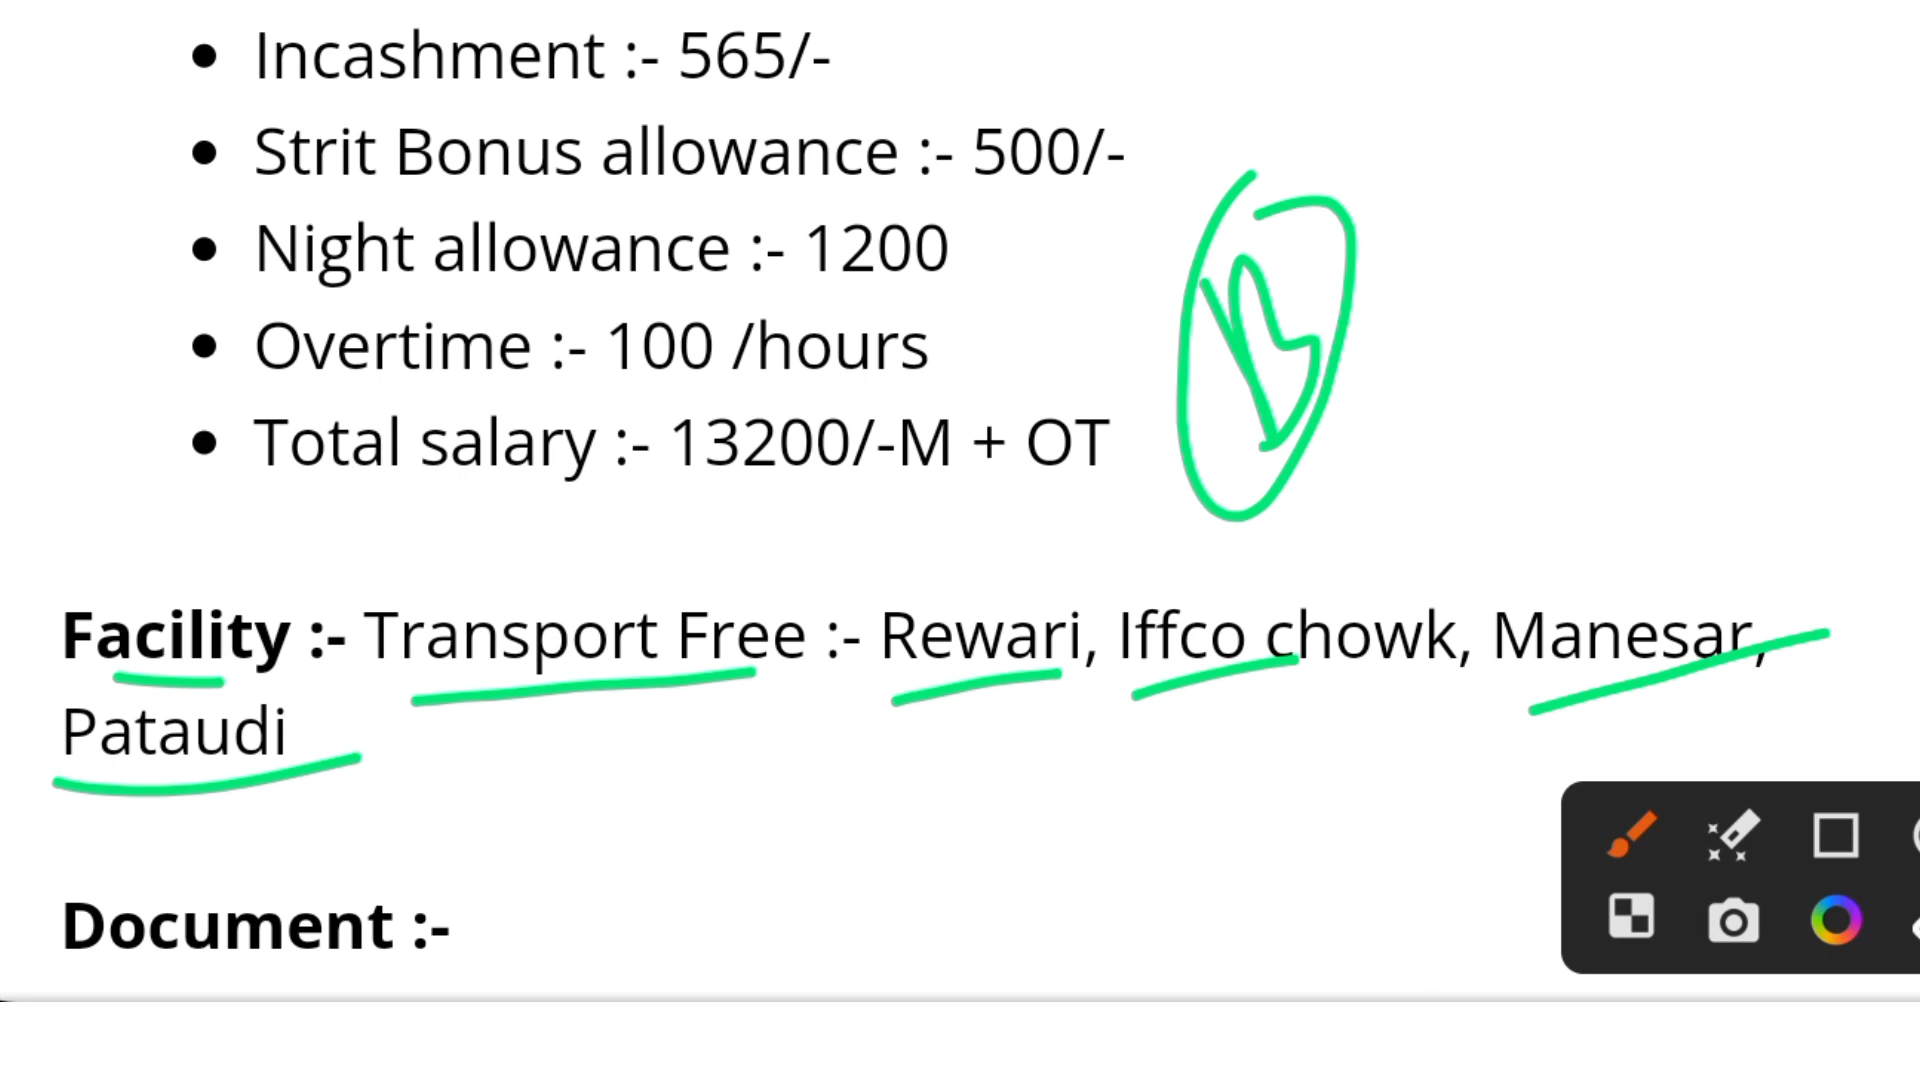 Incashment :- 565/-
Strit Bonus allowance :- 500/-
Night allowance :- 1200
Overtime :- 100 /hours
Total salary :- 13200/-M + OT
Facility :- Transport Free :- Rewari, Iffco chowk, Manesar,
Pataudi
Document :-